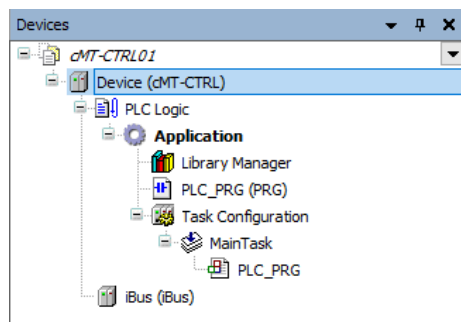 Devices
cMT-CTRL01
Device (cMT-CTRL)
PLC Logic
Application
Library Manager
PLC_PRG (PRG)
Task Configuration
MainTask
PLC_PRG
iBus (iBus)